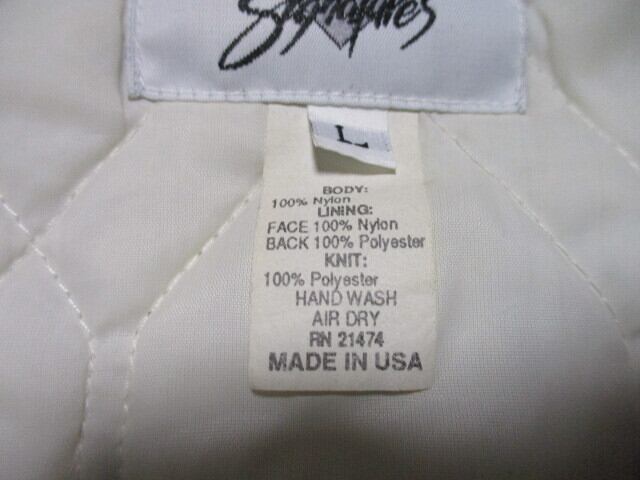 Signatures
L
BODY:
100% Nylon
LINING:
FACE 100% Nylon
BACK 100% Polyester
KNIT:
100% Polyester
HAND WASH
AIR DRY
RN 21474
MADE IN USA